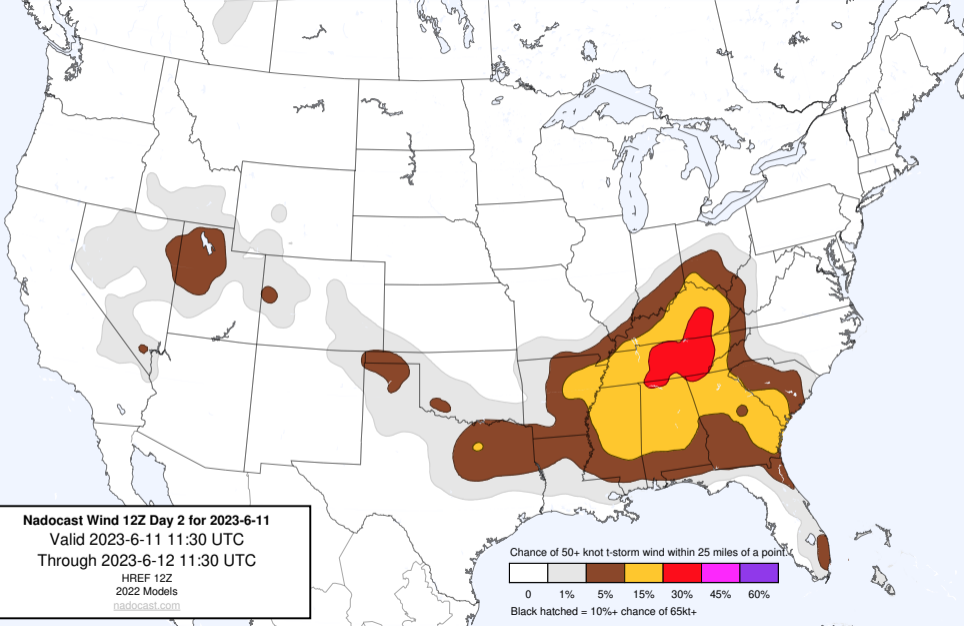 Nadocast Wind 12Z Day 2 for 2023-6-11
Valid 2023-6-11 11:30 UTC
Through 2023-6-12 11:30 UTC
HREF 12Z
2022 Models
nadocast.com
Chance of 50+ knot t-storm wind within 25 miles of a point.
0 1% 5% 15% 30% 45% 60%
Black hatched = 10%+ chance of 65kt+